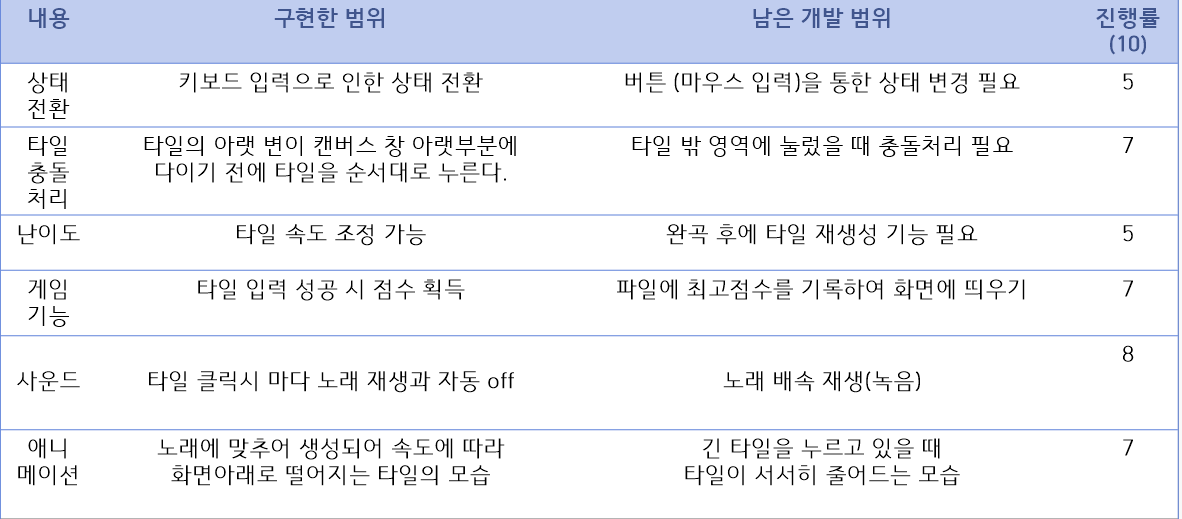 내용 구현한 범위 남은 개발 범위 진행률
(10)
상태
전환
키보드 입력으로 인한 상태 전환
버튼 (마우스 입력)을 통한 상태 변경 필요
5
타일
충돌
처리
타일의 아랫 변이 캔버스 창 아랫부분에
다이기 전에 타일을 순서대로 누른다.
타일 밖 영역에 눌렀을 때 충돌처리 필요
7
난이도
타일 속도 조정 가능
완곡 후에 타일 재생성 기능 필요
5
게임
기능
타일 입력 성공 시 점수 획득
파일에 최고점수를 기록하여 화면에 띄우기
7
사운드
타일 클릭시 마다 노래 재생과 자동 off
노래 배속 재생(녹음)
8
애니
메이션
노래에 맞추어 생성되어 속도에 따라
화면아래로 떨어지는 타일의 모습
긴 타일을 누르고 있을 때
타일이 서서히 줄어드는 모습
7